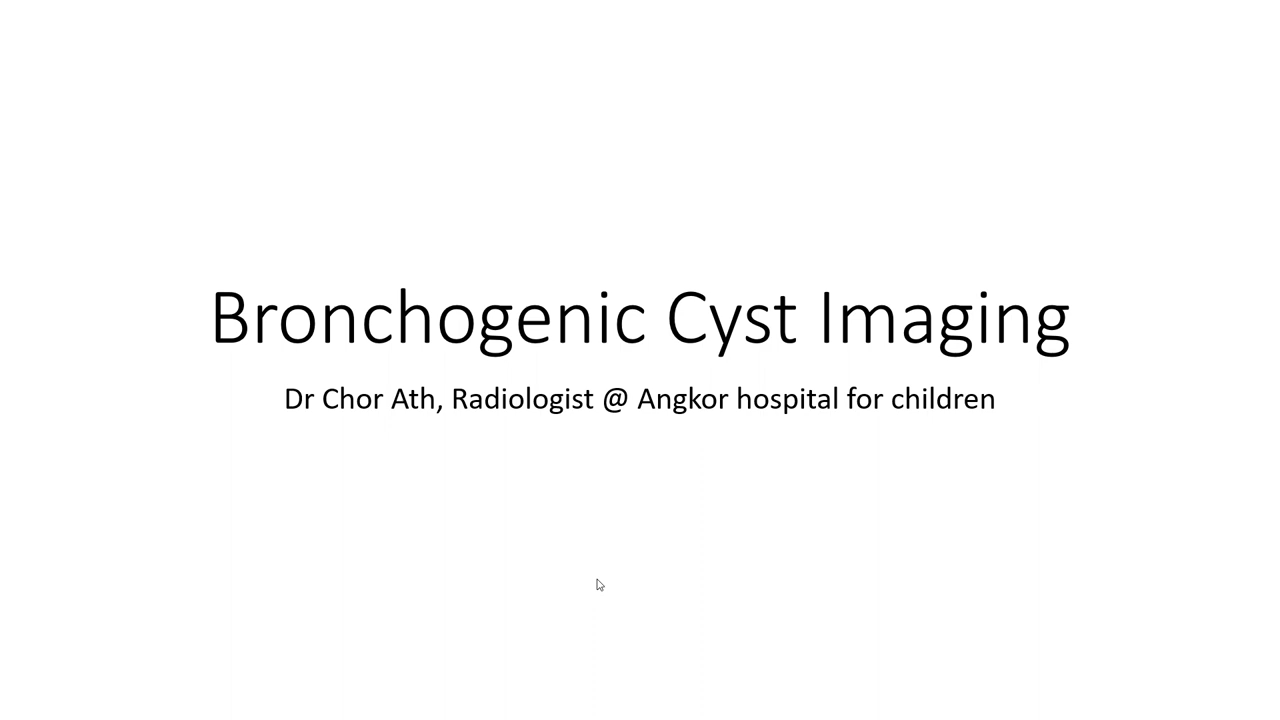 Bronchogenic Cyst Imaging
Dr Chor Ath, Radiologist @ Angkor hospital for children